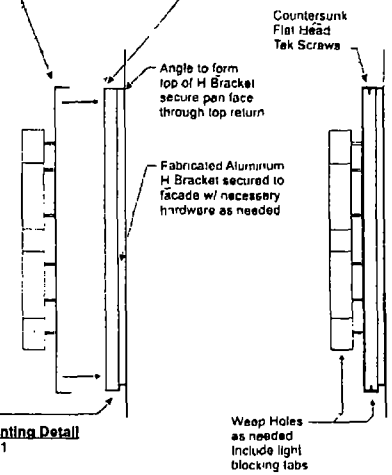 Countersunk
Flat Head
Tek Screws
Angle to form
top of H Bracket
secure pan face
through top return
Fabricated Aluminum
H Bracket secured to
facade w/ necessary
hardware as needed
Weep Holes
as needed
Include light
blocking tabs
nting Detail
1